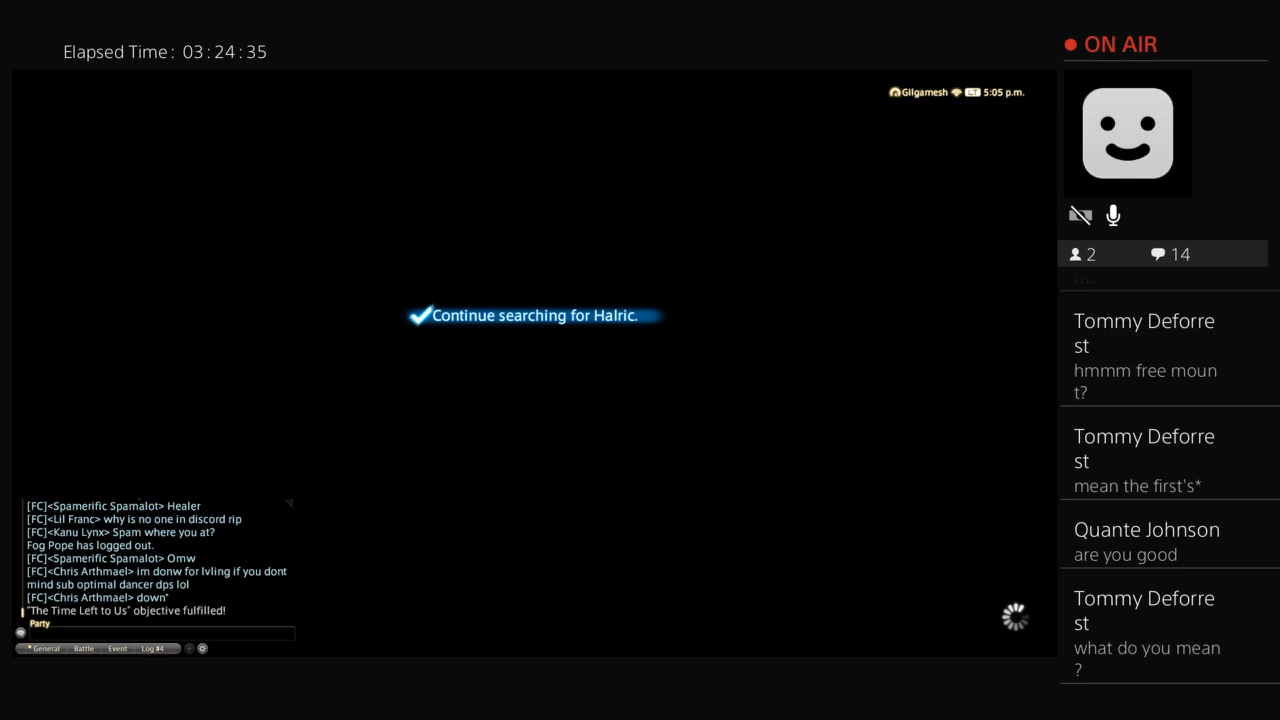 Elapsed Time: 03:24:35
ON AIR
Gilgamesh LT 5:05 p.m.
2 14
Continue searching for Halric.
Tommy Deforre
st
hmmm free moun
t?
Tommy Deforre
st
mean the first's*
Quante Johnson
are you good
Tommy Deforre
st
what do you mean
?
[FC]<Spamerific Spamalot> Healer
[FC]<Lil Franc> why is no one in discord rip
[FC]<Kanu Lynx> Spam where you at?
Fog Pope has logged out.
[FC]<Spamerific Spamalot> Omw
[FC]<Chris Arthmael> im donw for lvling if you dont
mind sub optimal dancer dps lol
[FC]<Chris Arthmael> down*
"The Time Left to Us" objective fulfilled!
Party
General Battle Event Log #4